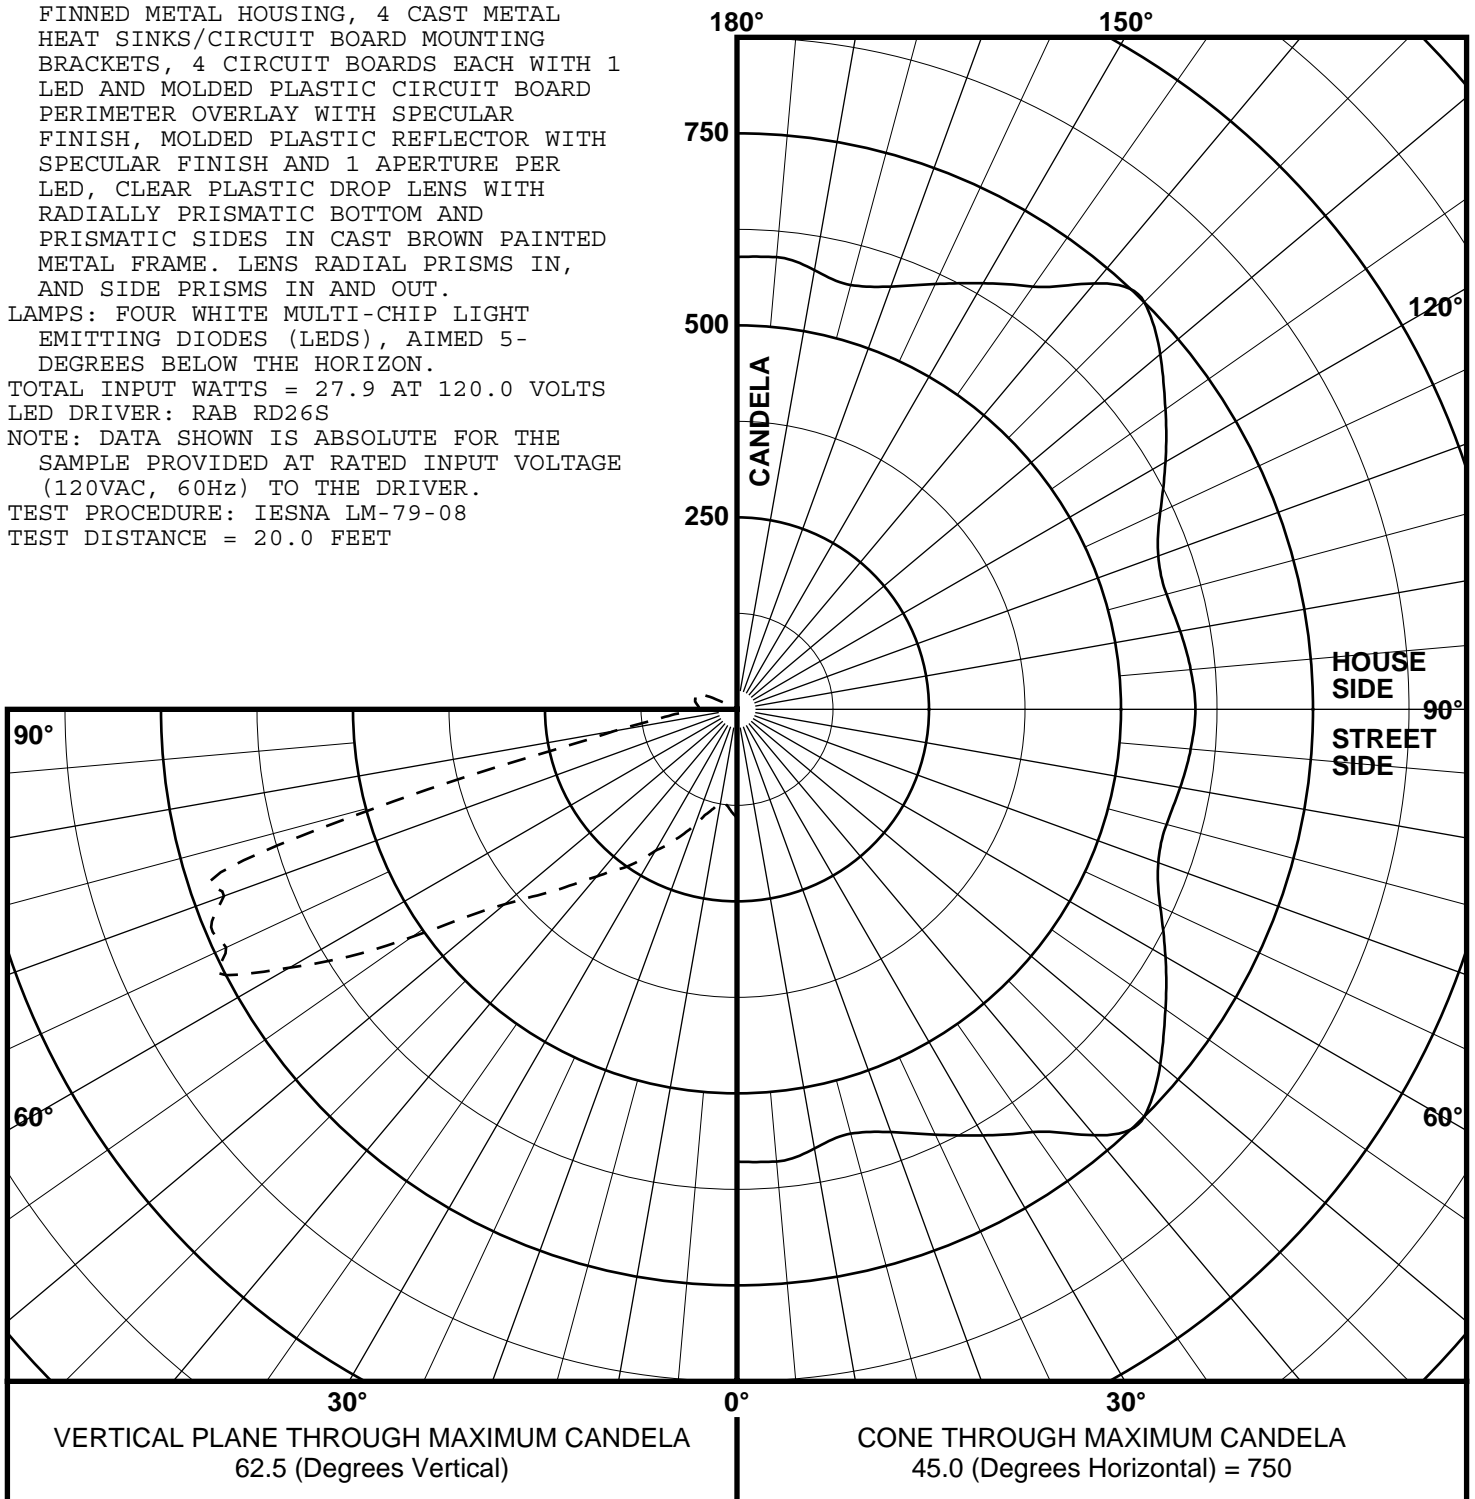 FINNED METAL HOUSING, 4 CAST METAL
HEAT SINKS/CIRCUIT BOARD MOUNTING
BRACKETS, 4 CIRCUIT BOARDS EACH WITH 1
LED AND MOLDED PLASTIC CIRCUIT BOARD
PERIMETER OVERLAY WITH SPECULAR
FINISH, MOLDED PLASTIC REFLECTOR WITH
SPECULAR FINISH AND 1 APERTURE PER
LED, CLEAR PLASTIC DROP LENS WITH
RADIALLY PRISMATIC BOTTOM AND
PRISMATIC SIDES IN CAST BROWN PAINTED
METAL FRAME. LENS RADIAL PRISMS IN,
AND SIDE PRISMS IN AND OUT.
LAMPS: FOUR WHITE MULTI-CHIP LIGHT
EMITTING DIODES (LEDS), AIMED 5-
DEGREES BELOW THE HORIZON.
TOTAL INPUT WATTS = 27.9 AT 120.0 VOLTS
LED DRIVER: RAB RD26S
NOTE: DATA SHOWN IS ABSOLUTE FOR THE
SAMPLE PROVIDED AT RATED INPUT VOLTAGE
(120VAC, 60Hz) TO THE DRIVER.
TEST PROCEDURE: IESNA LM-79-08
TEST DISTANCE = 20.0 FEET
180°
150°
750
120°
500
CANDELA
250
HOUSE
SIDE
90°
90°
STREET
SIDE
60°
60°
30°
0°
30°
VERTICAL PLANE THROUGH MAXIMUM CANDELA
62.5 (Degrees Vertical)
CONE THROUGH MAXIMUM CANDELA
45.0 (Degrees Horizontal) = 750